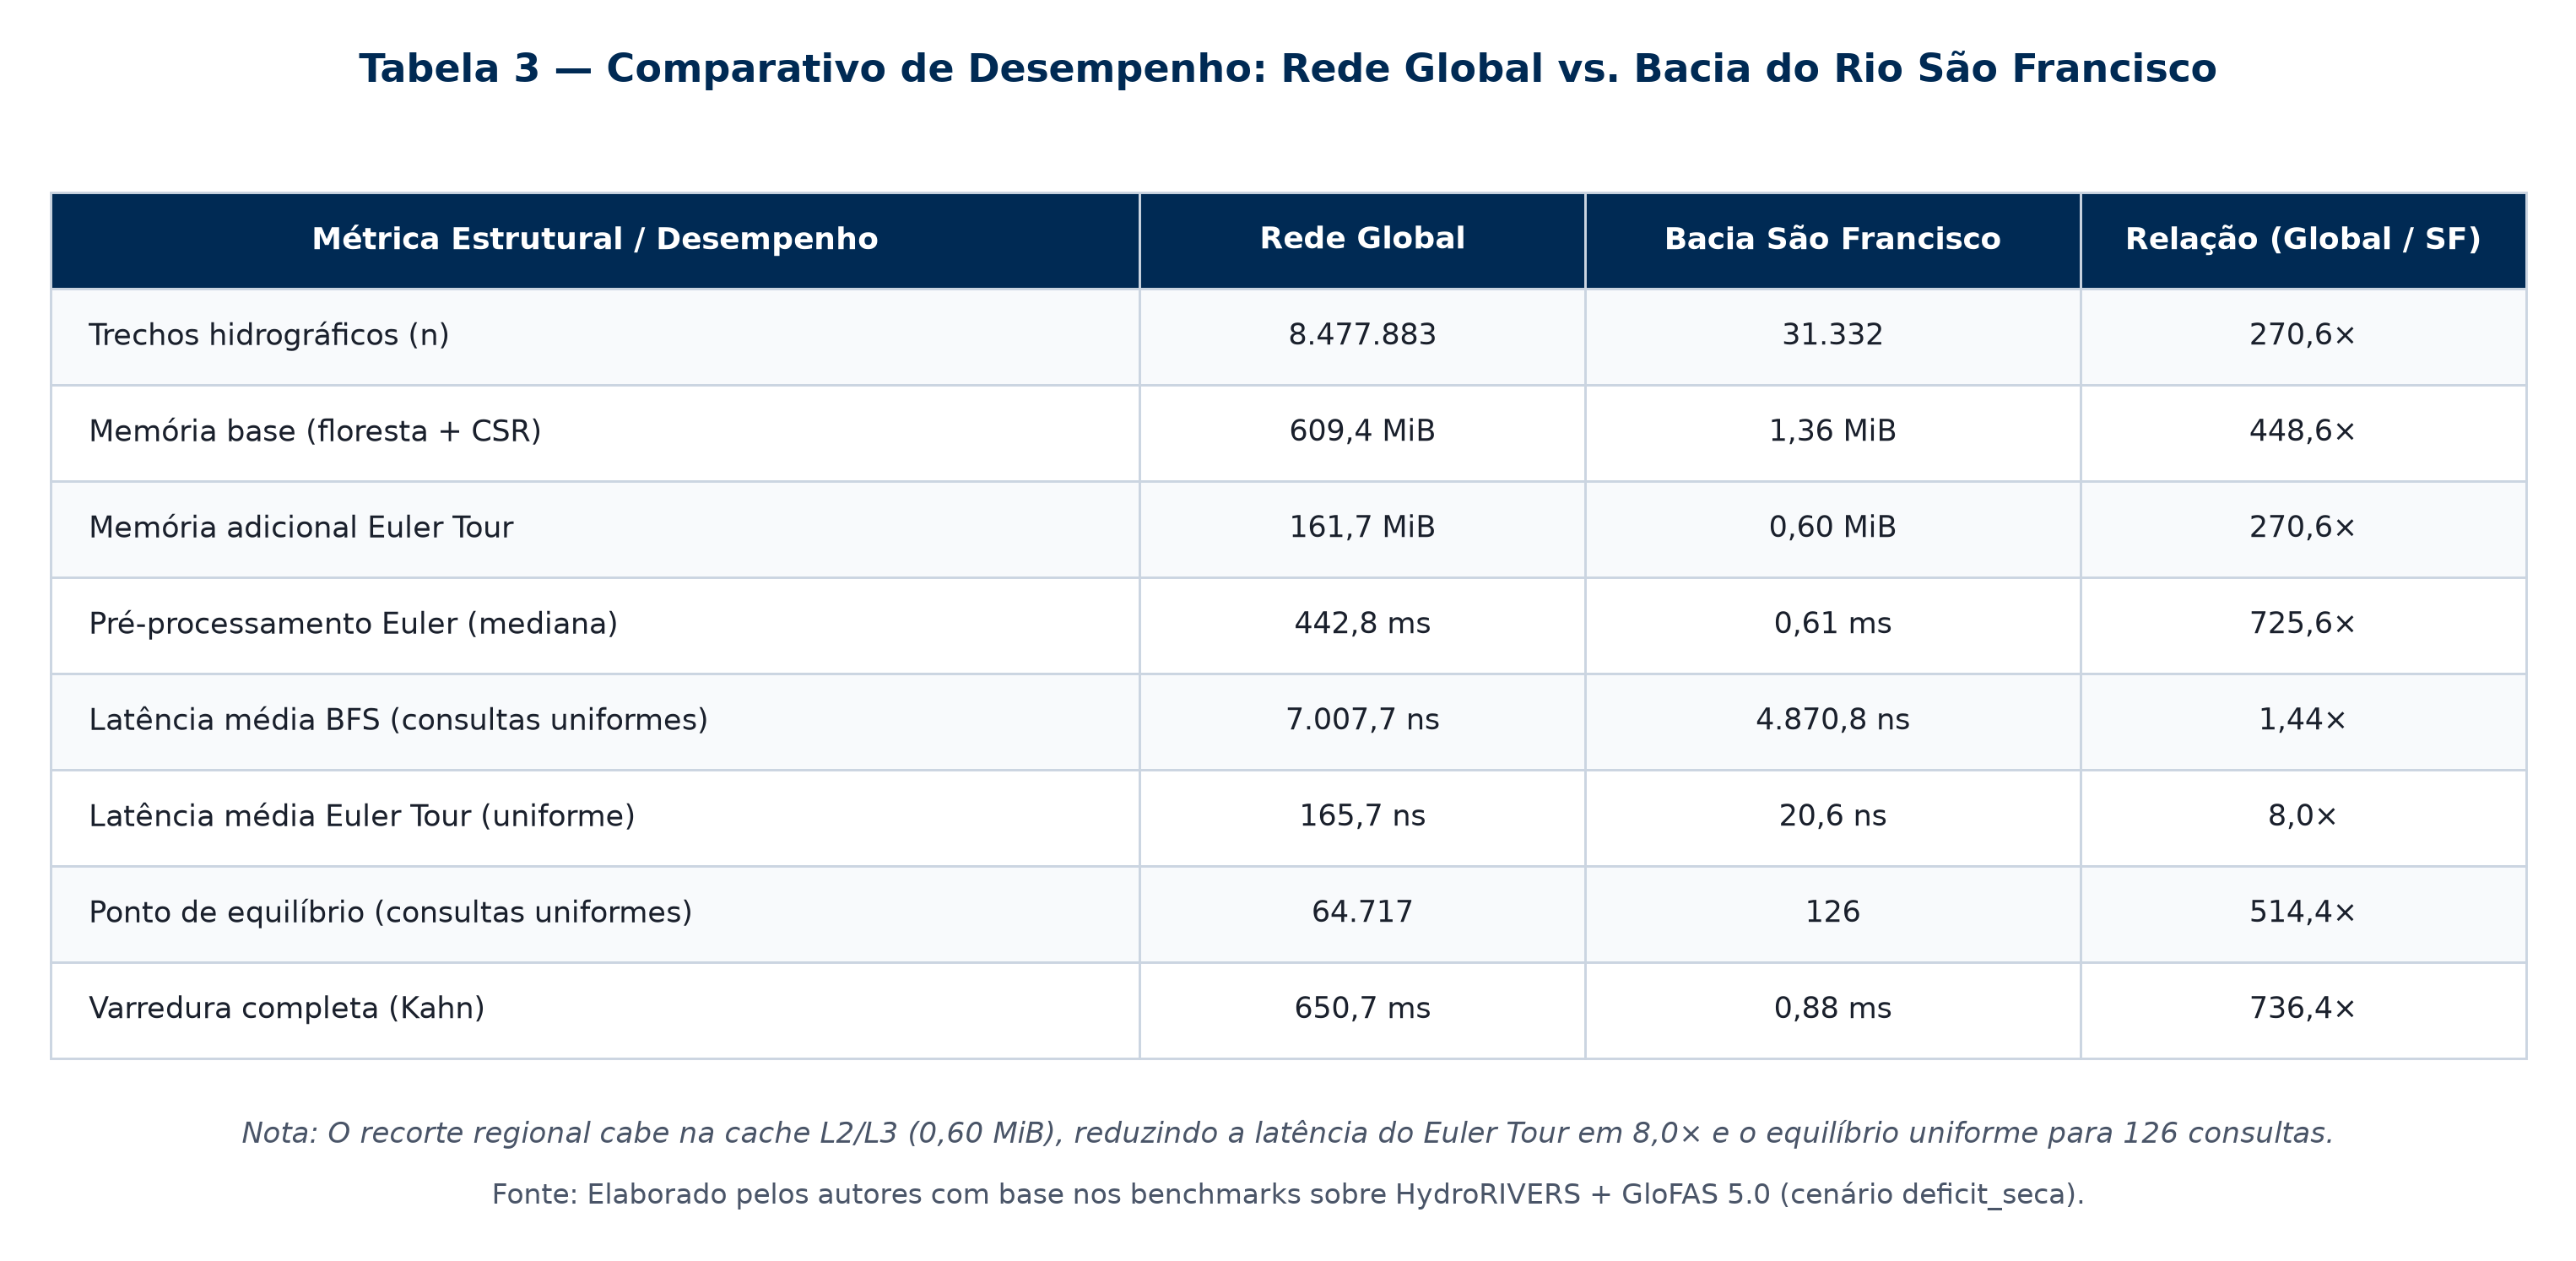 Tabela 3 — Comparativo de Desempenho: Rede Global vs. Bacia do Rio São Francisco
Métrica Estrutural / Desempenho Rede Global Bacia São Francisco Relação (Global / SF)
Trechos hidrográficos (n) 8.477.883 31.332 270,6×
Memória base (floresta + CSR) 609,4 MiB 1,36 MiB 448,6×
Memória adicional Euler Tour 161,7 MiB 0,60 MiB 270,6×
Pré-processamento Euler (mediana) 442,8 ms 0,61 ms 725,6×
Latência média BFS (consultas uniformes) 7.007,7 ns 4.870,8 ns 1,44×
Latência média Euler Tour (uniforme) 165,7 ns 20,6 ns 8,0×
Ponto de equilíbrio (consultas uniformes) 64.717 126 514,4×
Varredura completa (Kahn) 650,7 ms 0,88 ms 736,4×
Nota: O recorte regional cabe na cache L2/L3 (0,60 MiB), reduzindo a latência do Euler Tour em 8,0× e o equilíbrio uniforme para 126 consultas.
Fonte: Elaborado pelos autores com base nos benchmarks sobre HydroRIVERS + GloFAS 5.0 (cenário deficit_seca).